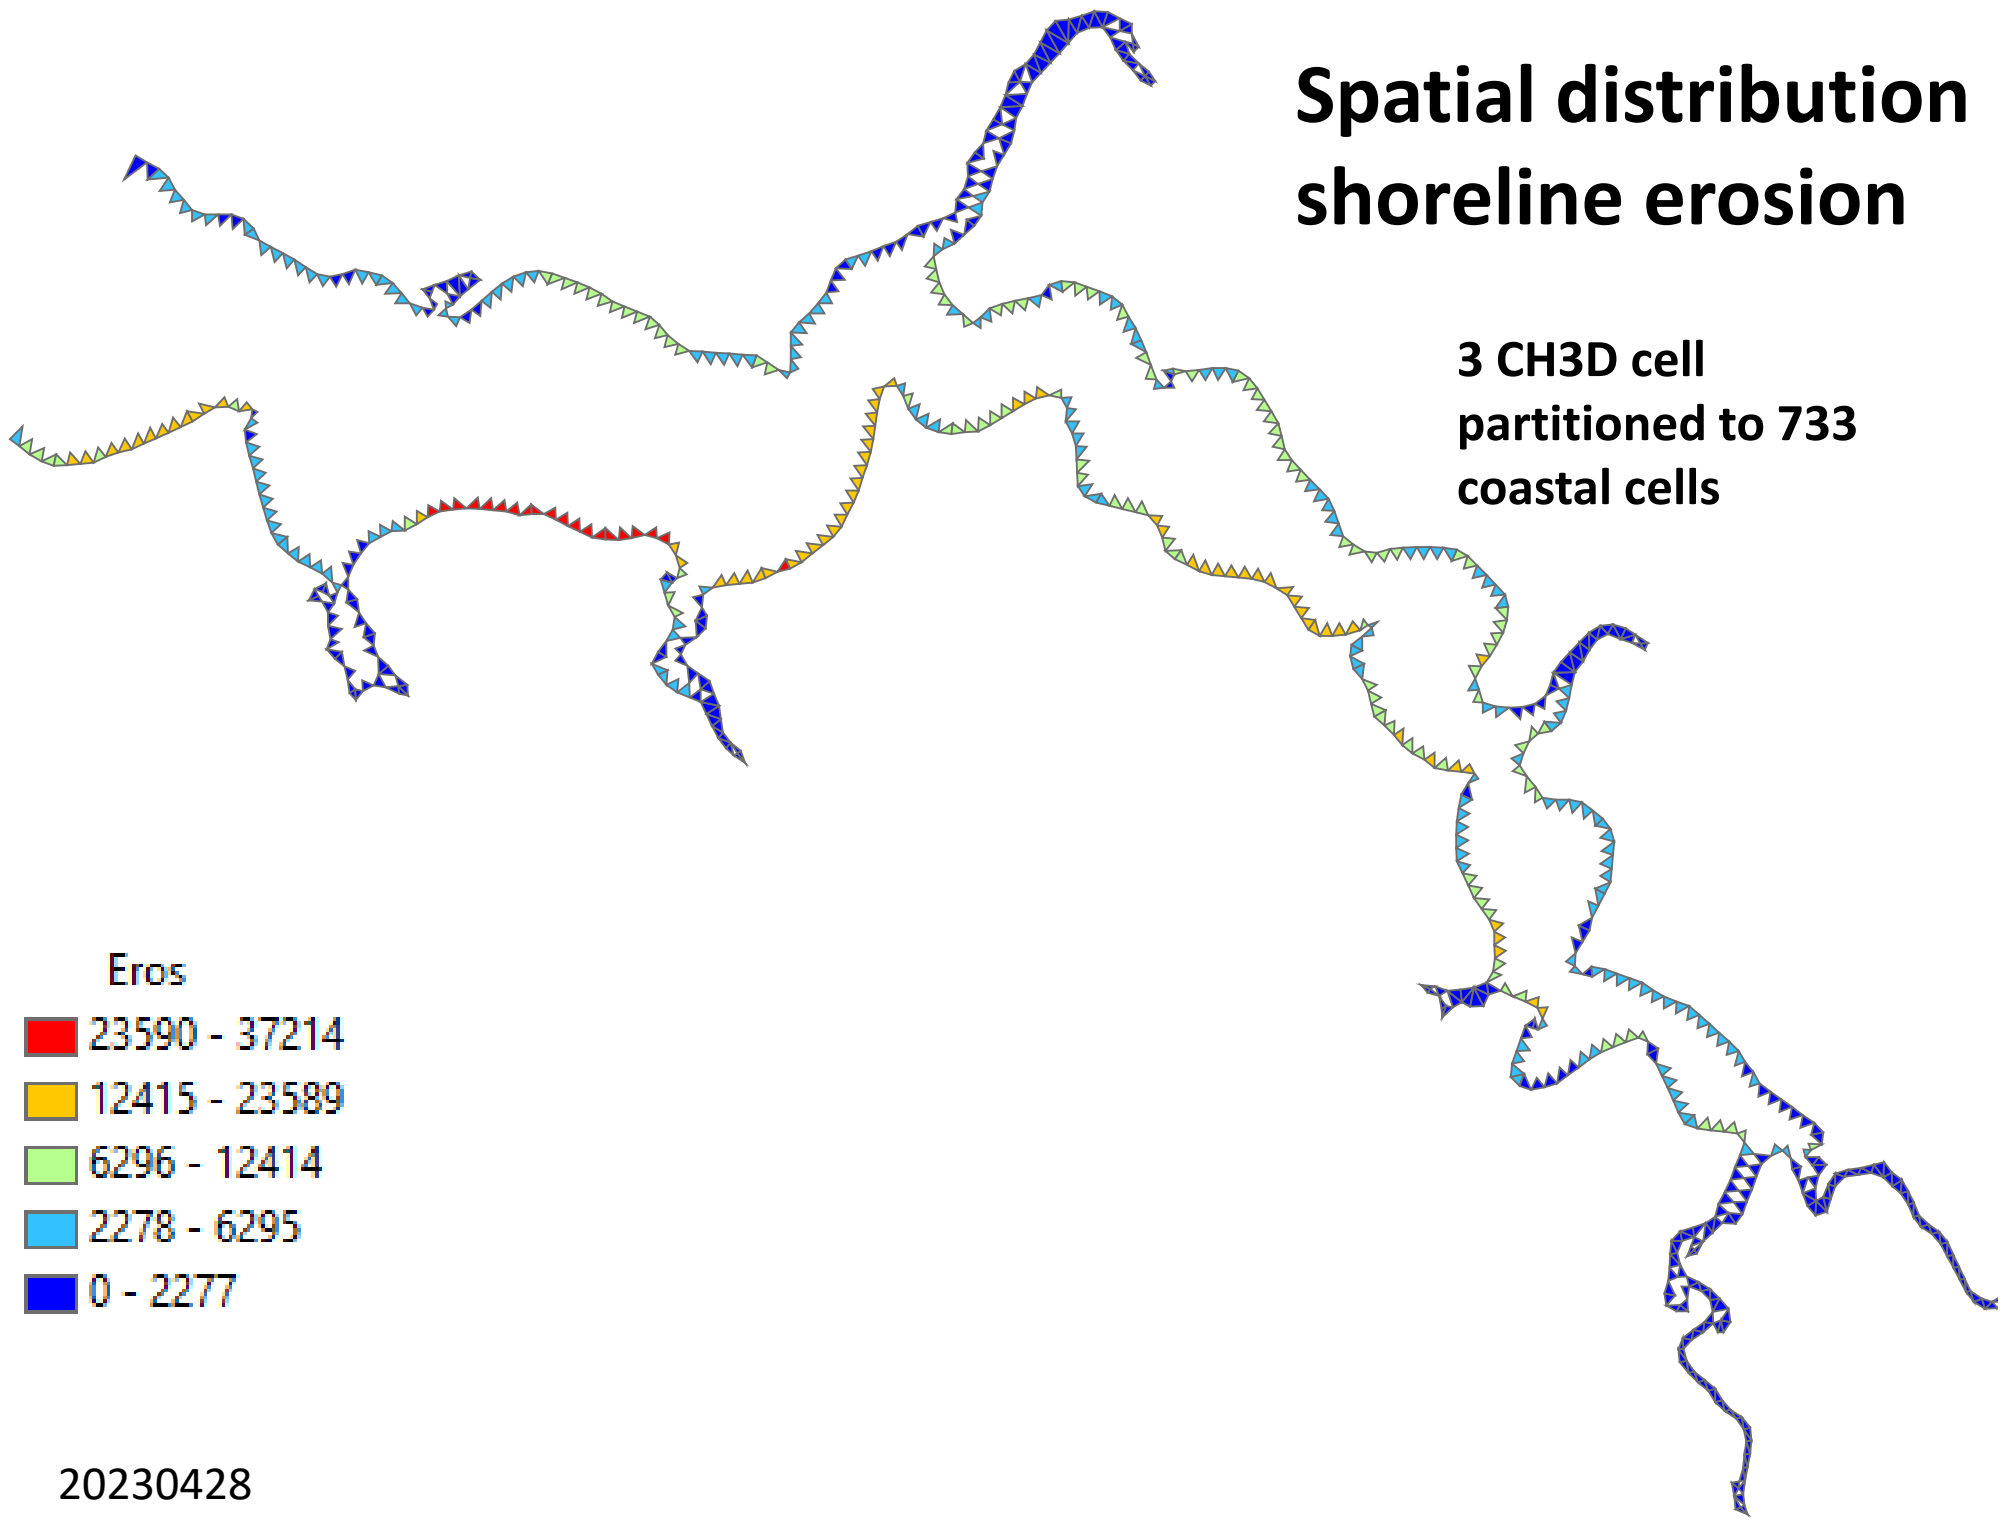 Spatial distribution
shoreline erosion
3 CH3D cell
partitioned to 733
coastal cells
Eros
23590 - 37214
12415 - 23589
6296 - 12414
2278 - 6295
0 - 2277
20230428